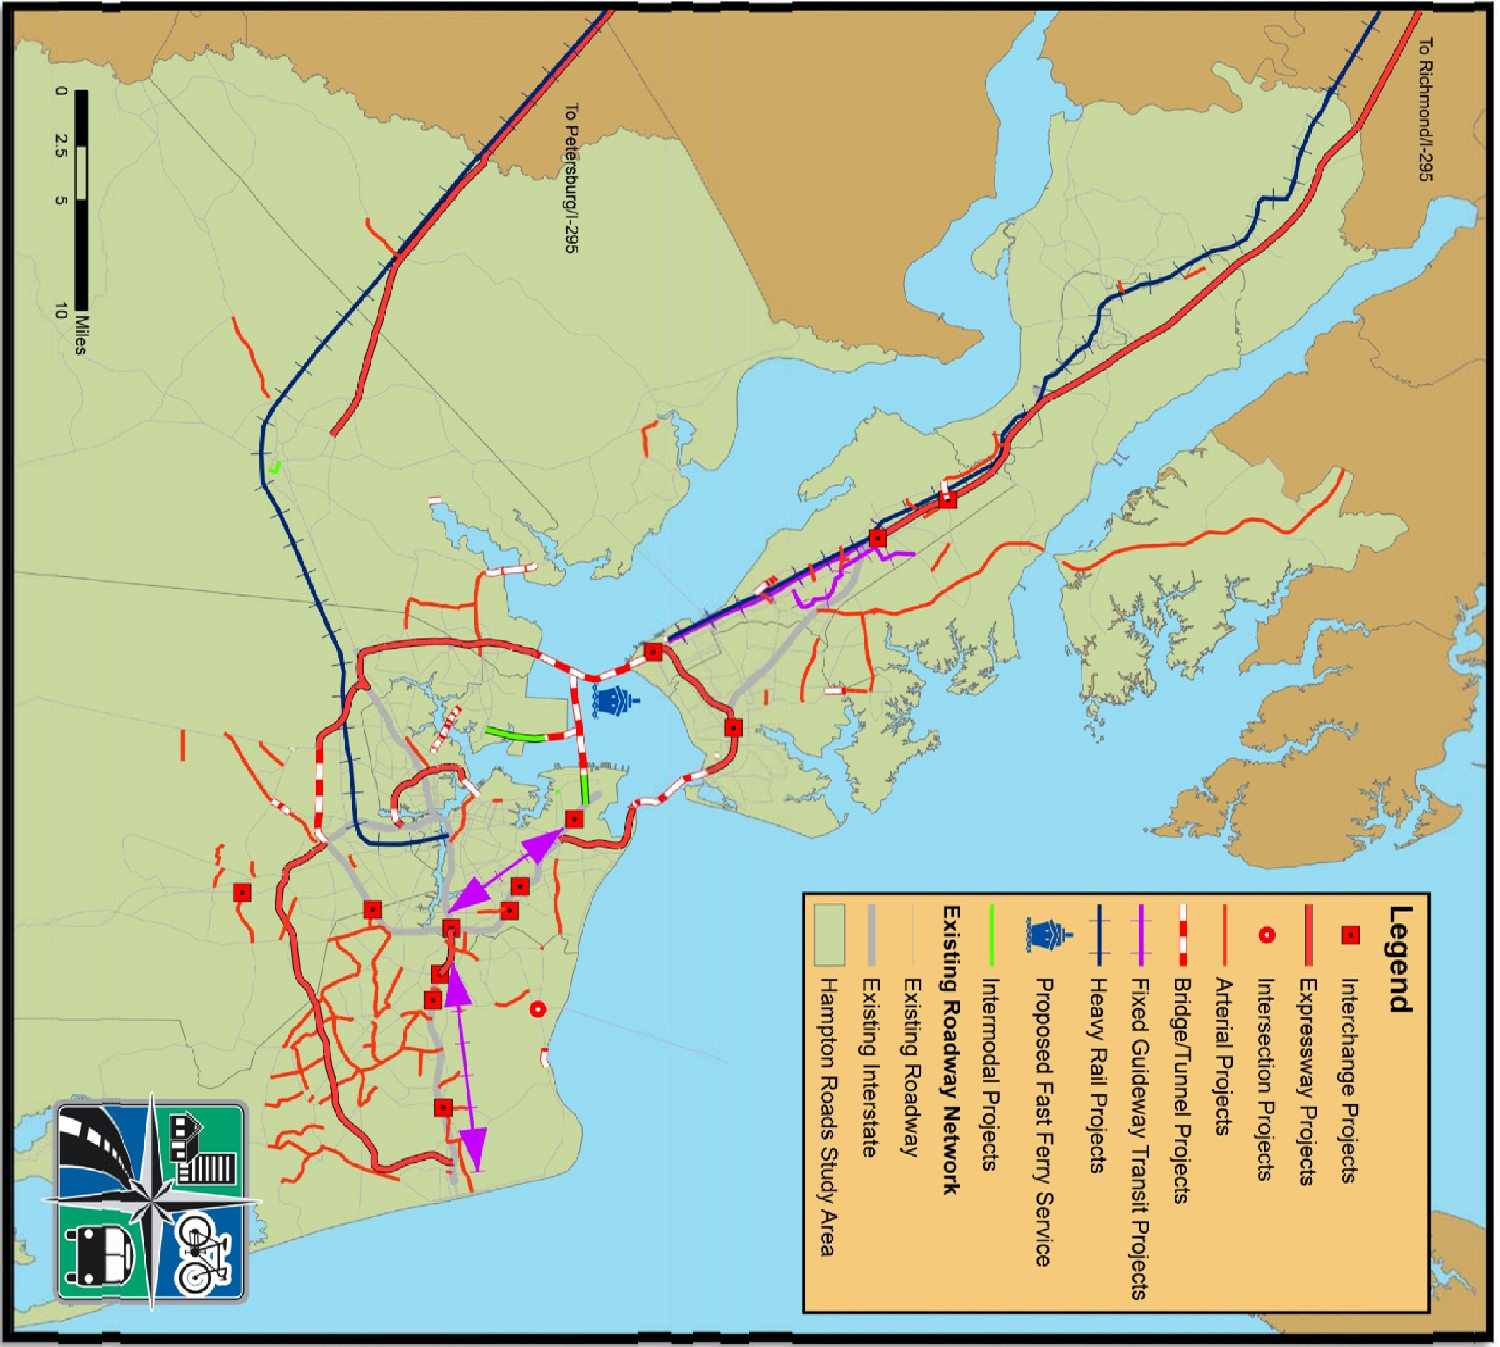 To Richmond/I-295
To Petersburg/I-295
Legend
Interchange Projects
Expressway Projects
Intersection Projects
Arterial Projects
Bridge/Tunnel Projects
Fixed Guideway Transit Projects
Heavy Rail Projects
Proposed Fast Ferry Service
Intermodal Projects
Existing Roadway Network
Existing Roadway
Existing Interstate
Hampton Roads Study Area
0 2.5 5 10
Miles